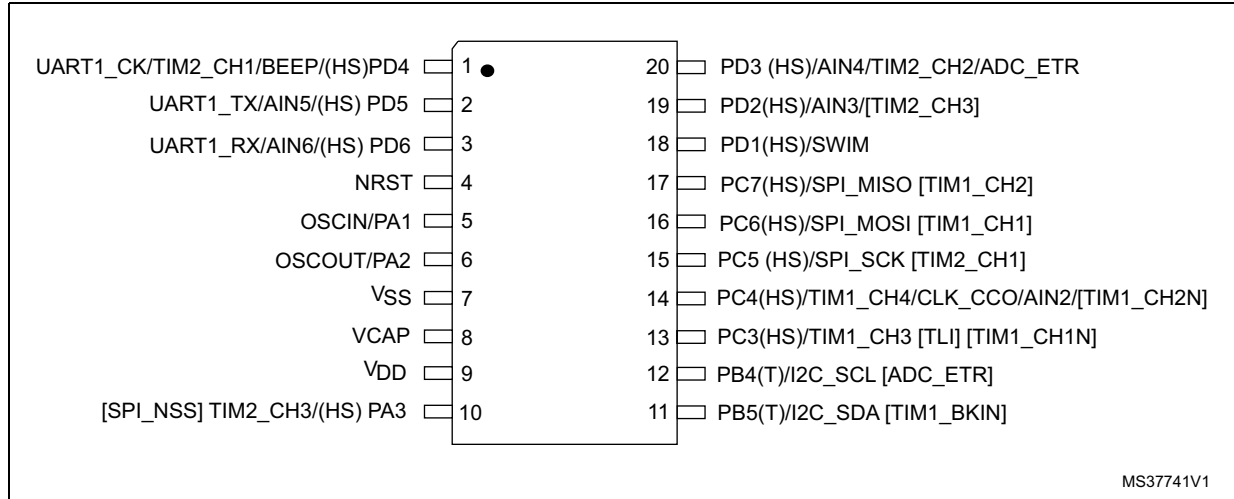 UART1_CK/TIM2_CH1/BEEP/(HS)PD4 1 20 PD3 (HS)/AIN4/TIM2_CH2/ADC_ETR
UART1_TX/AIN5/(HS) PD5 2 19 PD2(HS)/AIN3/[TIM2_CH3]
UART1_RX/AIN6/(HS) PD6 3 18 PD1(HS)/SWIM
NRST 4 17 PC7(HS)/SPI_MISO [TIM1_CH2]
OSCIN/PA1 5 16 PC6(HS)/SPI_MOSI [TIM1_CH1]
OSCOUT/PA2 6 15 PC5 (HS)/SPI_SCK [TIM2_CH1]
VSS 7 14 PC4(HS)/TIM1_CH4/CLK_CCO/AIN2/[TIM1_CH2N]
VCAP 8 13 PC3(HS)/TIM1_CH3 [TLI] [TIM1_CH1N]
VDD 9 12 PB4(T)/I2C_SCL [ADC_ETR]
[SPI_NSS] TIM2_CH3/(HS) PA3 10 11 PB5(T)/I2C_SDA [TIM1_BKIN]
MS37741V1